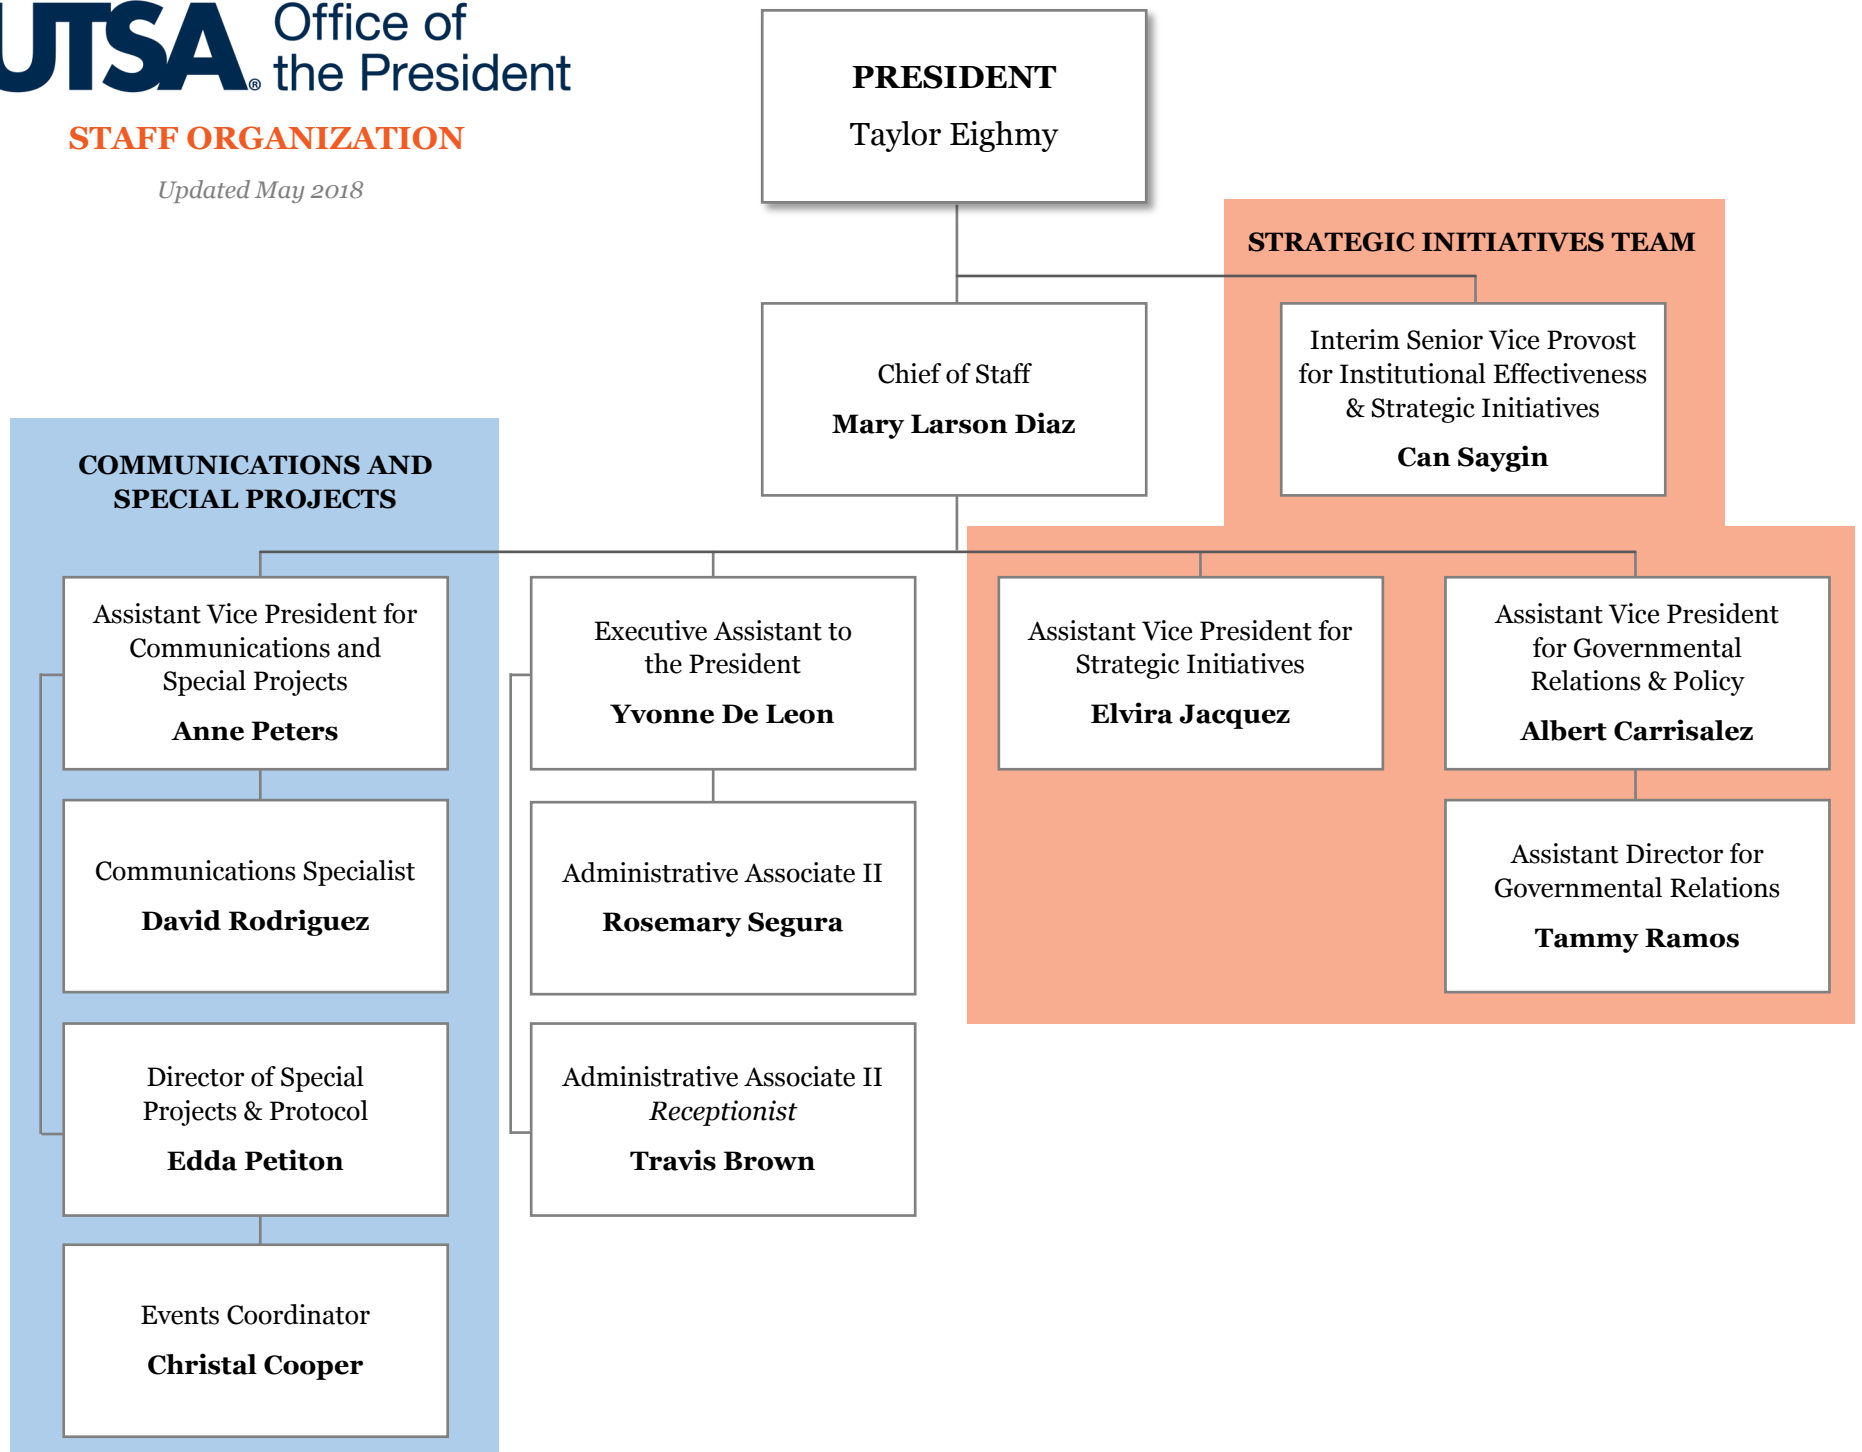 UTSA® Office of
the President
STAFF ORGANIZATION
Updated May 2018
PRESIDENT
Taylor Eighmy
STRATEGIC INITIATIVES TEAM
Chief of Staff
Mary Larson Diaz
Interim Senior Vice Provost
for Institutional Effectiveness
& Strategic Initiatives
Can Saygin
COMMUNICATIONS AND
SPECIAL PROJECTS
Assistant Vice President for
Communications and
Special Projects
Anne Peters
Executive Assistant to
the President
Yvonne De Leon
Assistant Vice President for
Strategic Initiatives
Elvira Jacquez
Assistant Vice President
for Governmental
Relations & Policy
Albert Carrisalez
Communications Specialist
David Rodriguez
Administrative Associate II
Rosemary Segura
Assistant Director for
Governmental Relations
Tammy Ramos
Director of Special
Projects & Protocol
Edda Petiton
Administrative Associate II
Receptionist
Travis Brown
Events Coordinator
Christal Cooper